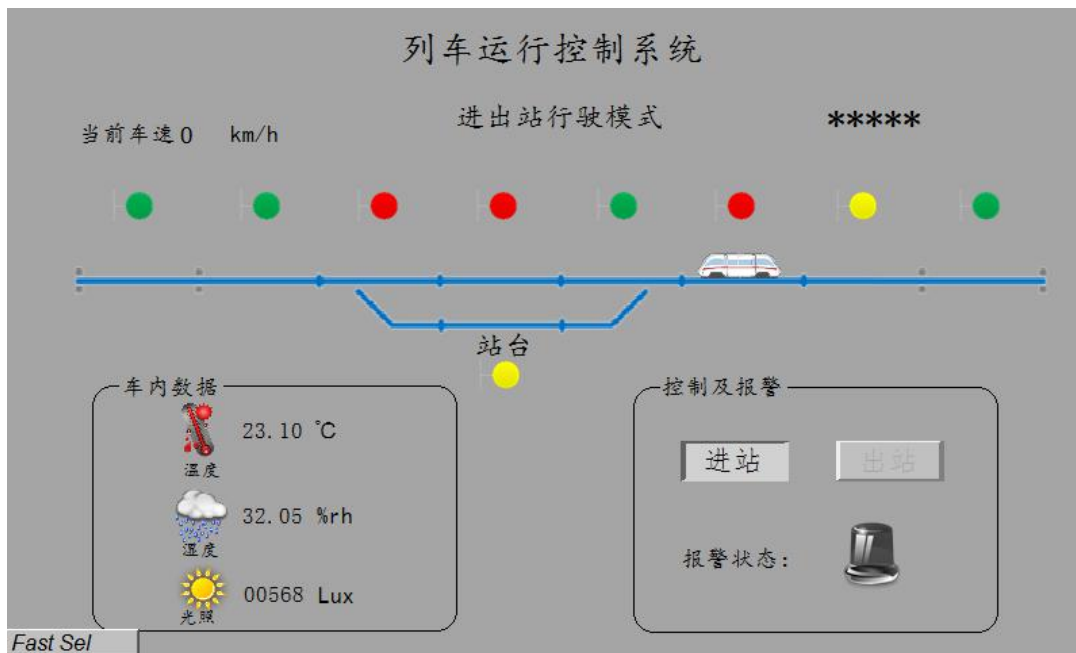 列车运行控制系统
进出站行驶模式
*****
当前车速0 km/h
站台
车内数据
23.10 ℃
温度
32.05 %rh
湿度
00568 Lux
光照
控制及报警
进站
出站
报警状态:
Fast Sel